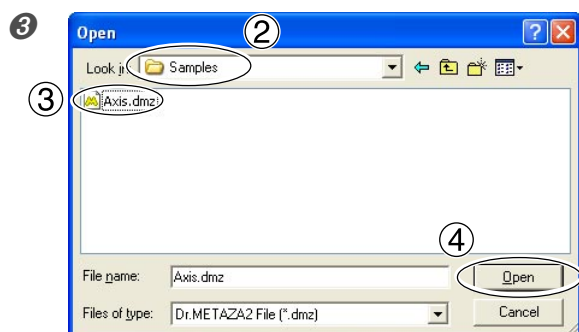 ❸ Open ② ?
Look in: Samples
③ Axis.dmz
④
File name: Axis.dmz Open
Files of type: Dr.METAZA2 File (*.dmz) Cancel